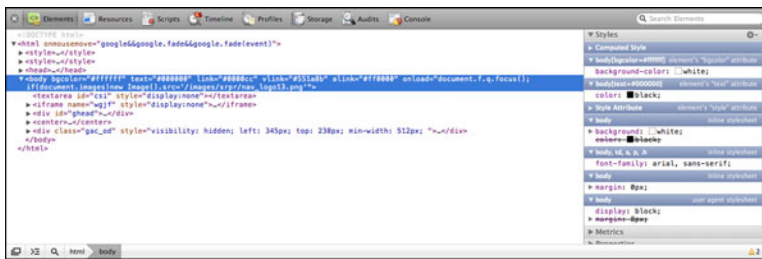 Elements Resources Scripts Timeline Profiles Storage Audits Console Search Elements
<!DOCTYPE html>
▼<html onmousemove="google&&google.fade&&google.fade(event)">
▶<style>…</style>
▶<style>…</style>
▶<head>…</head>
▼<body bgcolor="#ffffff" text="#000000" link="#0000cc" vlink="#551a8b" alink="#ff0000" onload="document.f.q.focus();
if(document.images)new Image().src='/images/srpr/nav_logo13.png'">
<textarea id="csi" style="display:none"></textarea>
▶<iframe name="wgjf" style="display:none">…</iframe>
▶<div id="ghead">…</div>
▶<center>…</center>
▶<div class="gac_od" style="visibility: hidden; left: 345px; top: 238px; min-width: 512px; ">…</div>
</body>
</html>
▼ Styles
▶ Computed Style
▼ body[bgcolor=#ffffff] element's "bgcolor" attribute
background-color: white;
▼ body[text=#000000] element's "text" attribute
color: black;
▶ Style Attribute element's "style" attribute
▼ body inline stylesheet
▶ background: white;
color: black;
▼ body, td, a, p, .h inline stylesheet
font-family: arial, sans-serif;
▼ body inline stylesheet
▶ margin: 0px;
▼ body user agent stylesheet
display: block;
▶ margin: 8px;
▶ Metrics
▶ Properties
html body 2